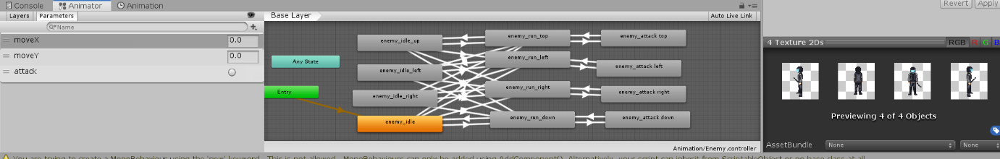 Console Animator Animation
Revert Apply
Layers Parameters Base Layer Auto Live Link
Name
moveX 0.0
moveY 0.0
attack
enemy_idle_up enemy_run_top enemy_attack top
Any State enemy_run_left
enemy_idle_left enemy_attack left
Entry enemy_idle_right enemy_run_right enemy_attack right
enemy_idle enemy_run_down enemy_attack down
Animation/Enemy.controller
4 Texture 2Ds RGB R G B
Previewing 4 of 4 Objects
AssetBundle None None
You are trying to create a MonoBehaviour using the 'new' keyword. This is not allowed. MonoBehaviours can only be added using AddComponent(). Alternatively, your script can inherit from ScriptableObject or no base class at all